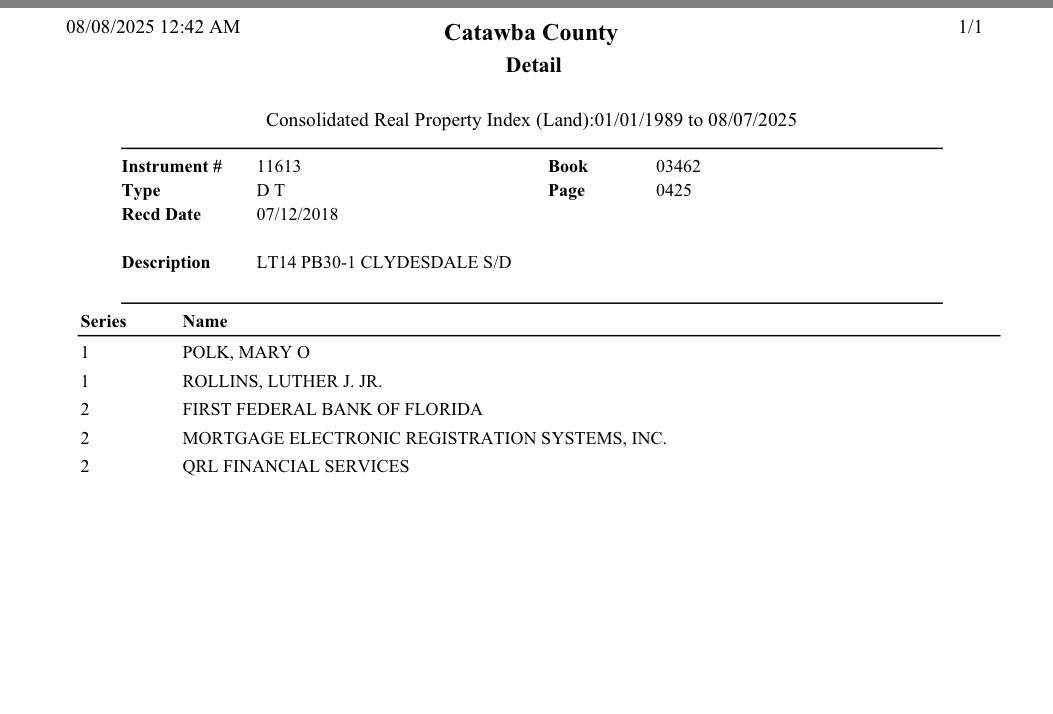 08/08/2025 12:42 AM Catawba County 1/1
Detail
Consolidated Real Property Index (Land):01/01/1989 to 08/07/2025
Instrument # 11613 Book 03462
Type D T Page 0425
Recd Date 07/12/2018
Description LT14 PB30-1 CLYDESDALE S/D
Series Name
1 POLK, MARY O
1 ROLLINS, LUTHER J. JR.
2 FIRST FEDERAL BANK OF FLORIDA
2 MORTGAGE ELECTRONIC REGISTRATION SYSTEMS, INC.
2 QRL FINANCIAL SERVICES